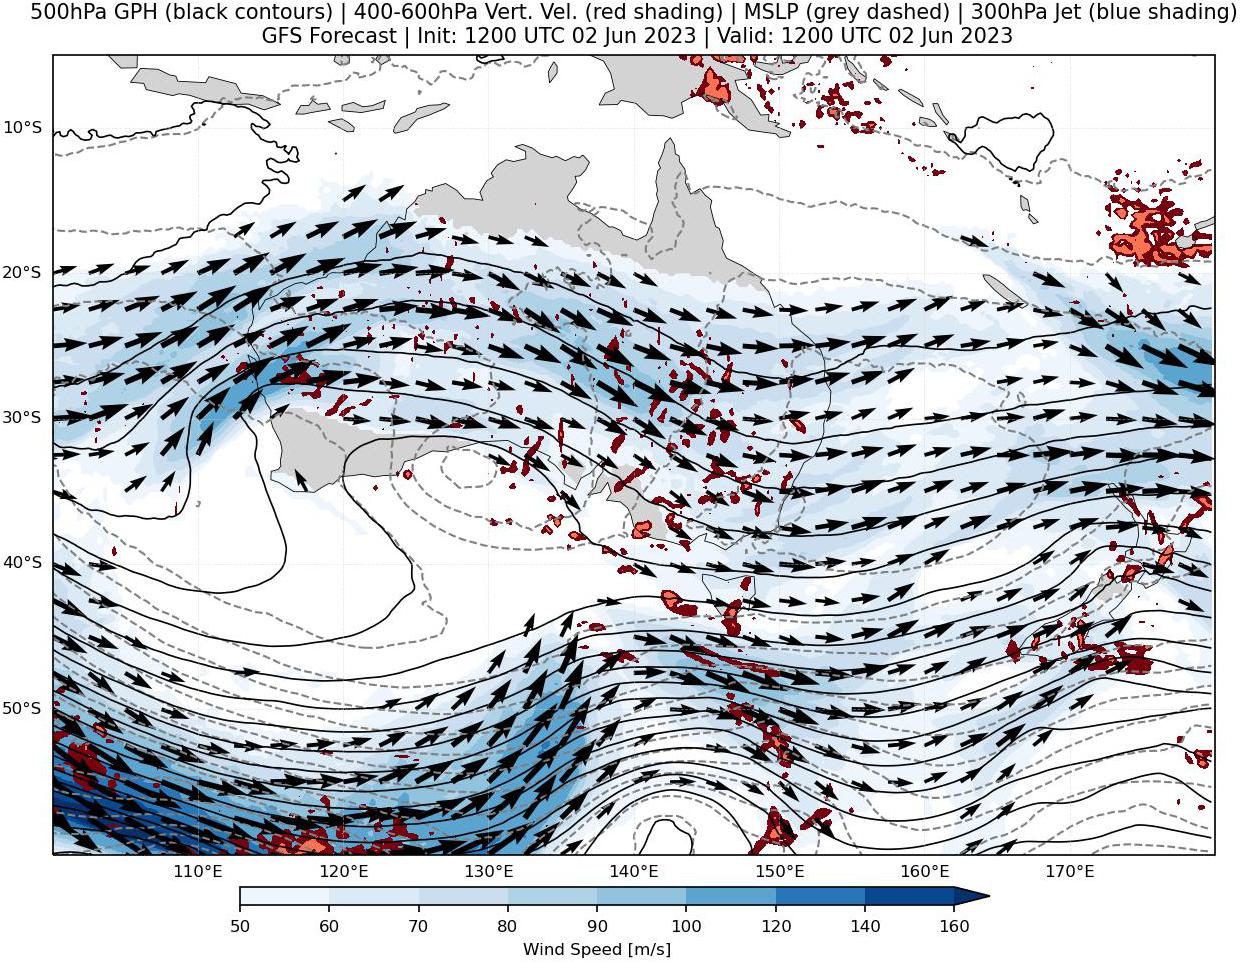 500hPa GPH (black contours) | 400-600hPa Vert. Vel. (red shading) | MSLP (grey dashed) | 300hPa Jet (blue shading)
GFS Forecast | Init: 1200 UTC 02 Jun 2023 | Valid: 1200 UTC 02 Jun 2023
10°S
20°S
30°S
40°S
50°S
110°E 120°E 130°E 140°E 150°E 160°E 170°E
50 60 70 80 90 100 120 140 160
Wind Speed [m/s]